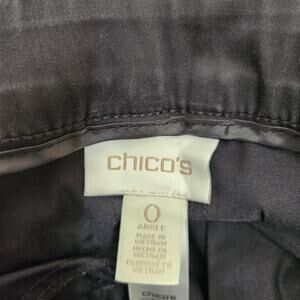 chico's
0
ANKLE
MADE IN
VIETNAM
HECHO EN
VIETNAM
FABRIQUÉ EN
VIETNAM
chico's